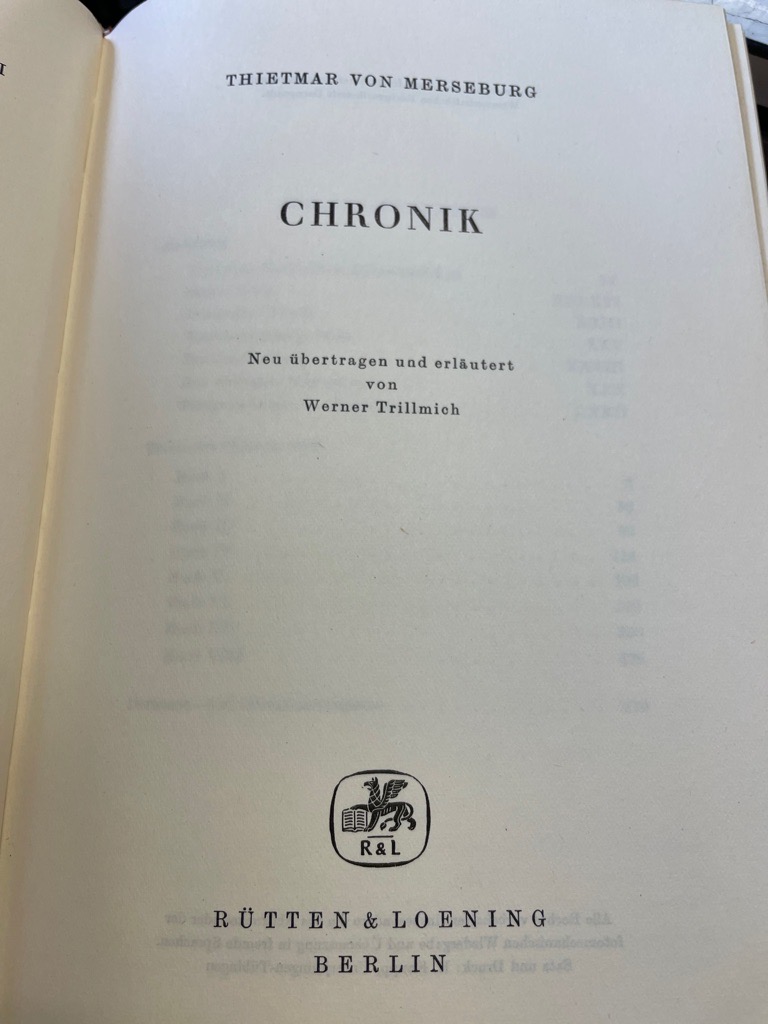 THIETMAR VON MERSEBURG
CHRONIK
Neu übertragen und erläutert
von
Werner Trillmich
R & L
RÜTTEN & LOENING
BERLIN